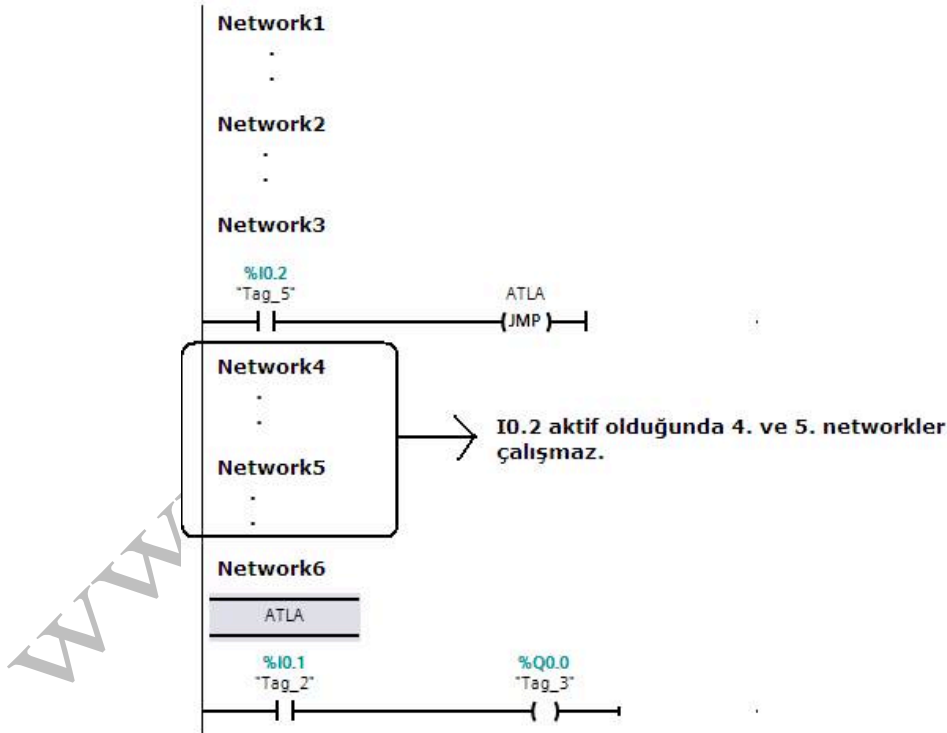 Network1
.
.
Network2
.
.
Network3
%I0.2
"Tag_5"
ATLA
(JMP)
Network4
.
.
Network5
.
.
I0.2 aktif olduğunda 4. ve 5. networkler
çalışmaz.
Network6
ATLA
%I0.1
"Tag_2"
%Q0.0
"Tag_3"